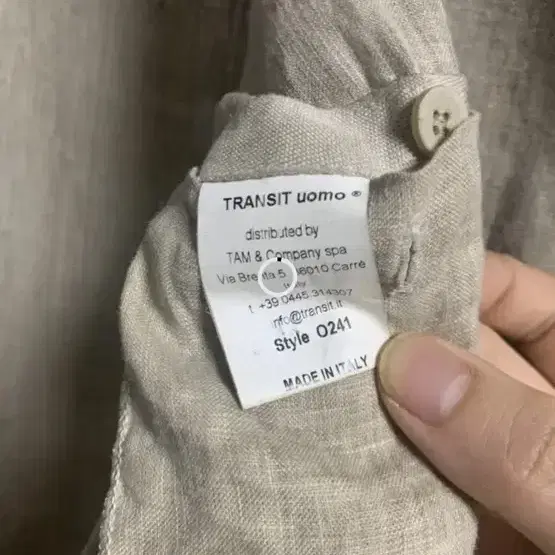 TRANSIT uomo ®
distributed by
TAM & Company spa
Via Brenta 5 36010 Carrè
Italy
t. +39 0445.314307
info@transit.it
Style O241
MADE IN ITALY